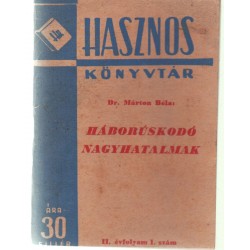 HASZNOS
KÖNYVTÁR
Dr. Márton Béla:
HÁBORÚSKODÓ
NAGYHATALMAK
ÁRA
30
FILLÉR
II. évfolyam 1. szám